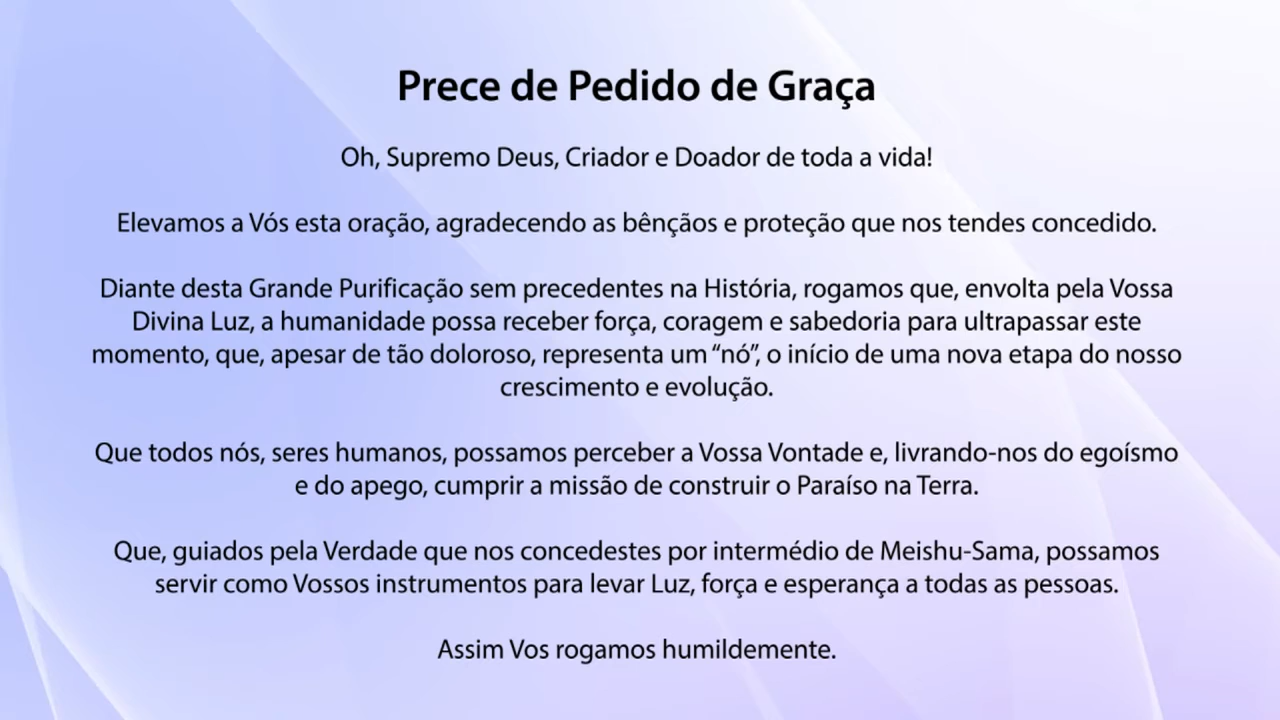 Prece de Pedido de Graça
Oh, Supremo Deus, Criador e Doador de toda a vida!
Elevamos a Vós esta oração, agradecendo as bênçãos e proteção que nos tendes concedido.
Diante desta Grande Purificação sem precedentes na História, rogamos que, envolta pela Vossa
Divina Luz, a humanidade possa receber força, coragem e sabedoria para ultrapassar este
momento, que, apesar de tão doloroso, representa um “nó”, o início de uma nova etapa do nosso
crescimento e evolução.
Que todos nós, seres humanos, possamos perceber a Vossa Vontade e, livrando-nos do egoísmo
e do apego, cumprir a missão de construir o Paraíso na Terra.
Que, guiados pela Verdade que nos concedestes por intermédio de Meishu-Sama, possamos
servir como Vossos instrumentos para levar Luz, força e esperança a todas as pessoas.
Assim Vos rogamos humildemente.